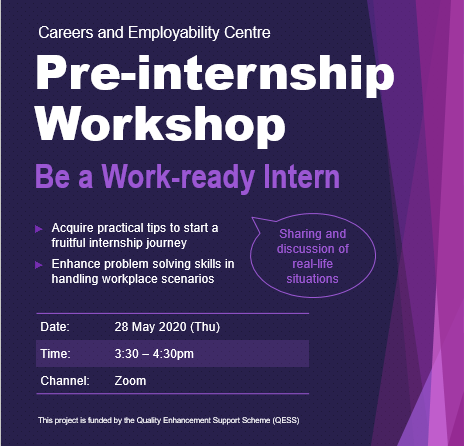 Careers and Employability Centre
Pre-internship
Workshop
Be a Work-ready Intern
Acquire practical tips to start a
fruitful internship journey
Enhance problem solving skills in
handling workplace scenarios
Sharing and
discussion of
real-life
situations
Date: 28 May 2020 (Thu)
Time: 3:30 – 4:30pm
Channel: Zoom
This project is funded by the Quality Enhancement Support Scheme (QESS)